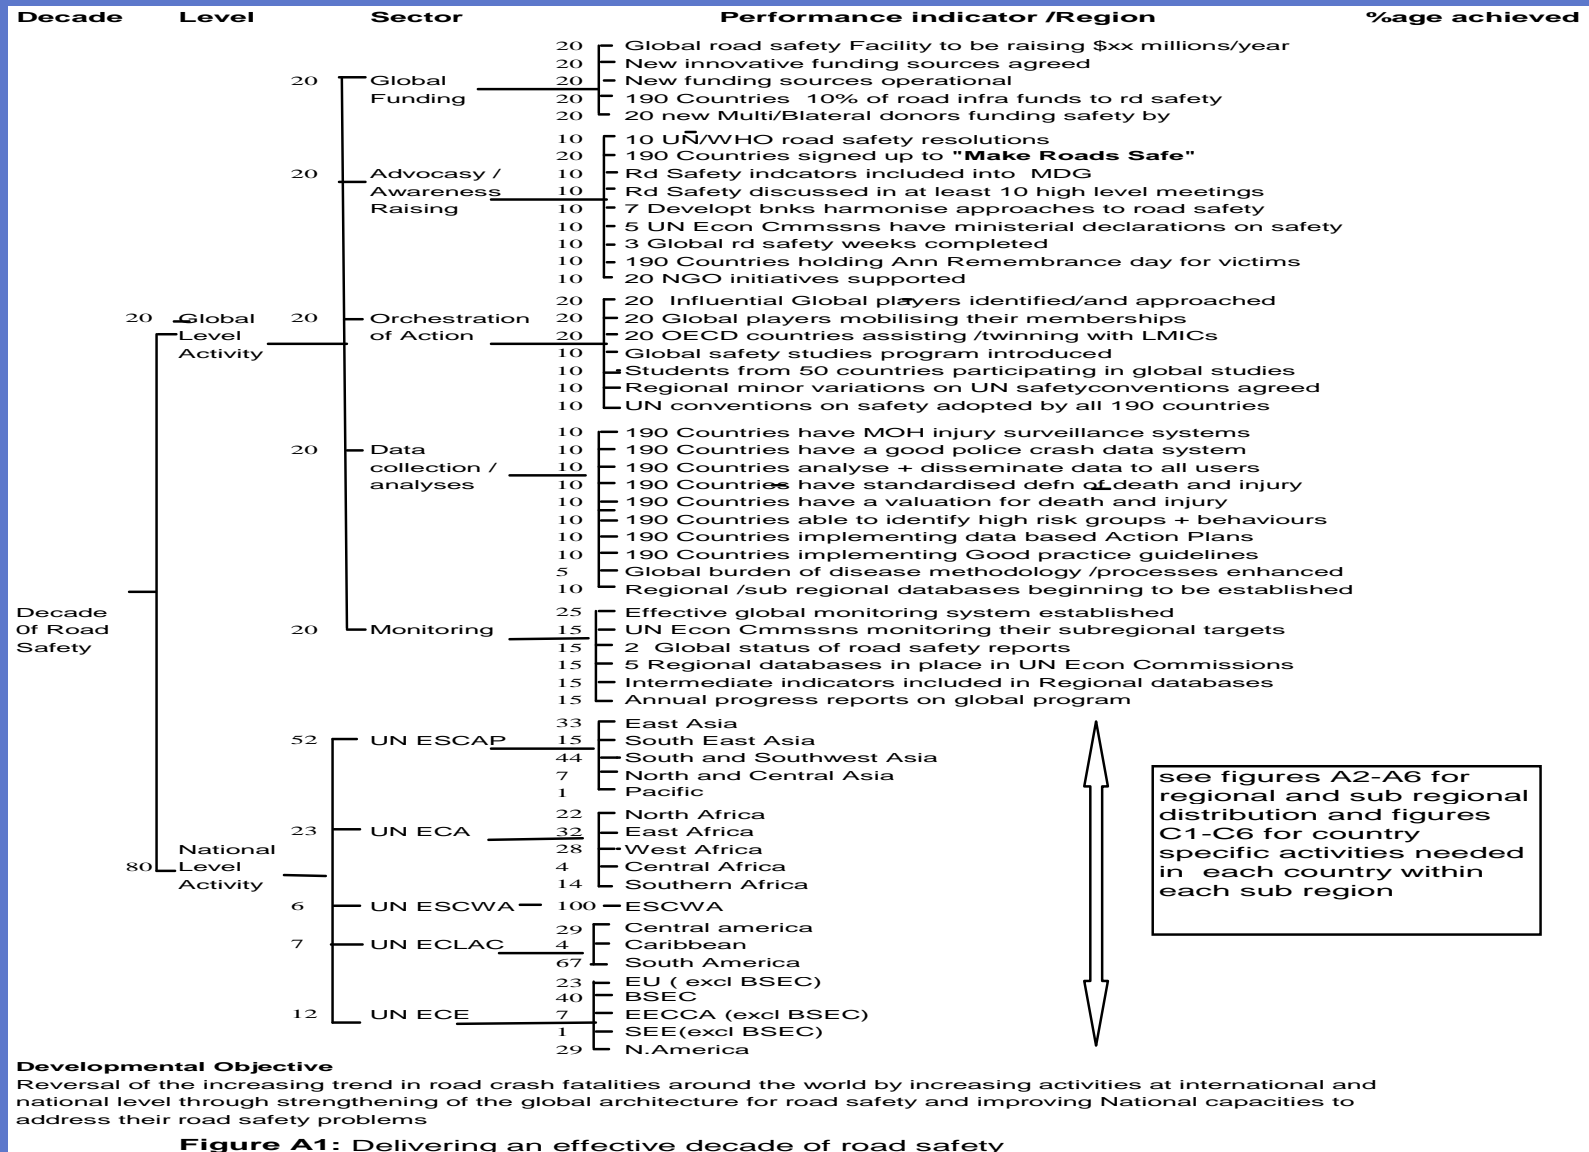 Decade Level Sector Performance indicator /Region %age achieved
20 Global road safety Facility to be raising $xx millions/year
20 New innovative funding sources agreed
20 Global 20 New funding sources operational
Funding 20 190 Countries 10% of road infra funds to rd safety
20 20 new Multi/Blateral donors funding safety by
10 10 UN/WHO road safety resolutions
20 190 Countries signed up to "Make Roads Safe"
20 Advocasy / 10 Rd Safety indcators included into MDG
Awareness 10 Rd Safety discussed in at least 10 high level meetings
Raising 10 7 Developt bnks harmonise approaches to road safety
10 5 UN Econ Cmmssns have ministerial declarations on safety
10 3 Global rd safety weeks completed
10 190 Countries holding Ann Remembrance day for victims
10 20 NGO initiatives supported
20 20 Influential Global players identified/and approached
20 Global 20 Orchestration 20 20 Global players mobilising their memberships
Level of Action 20 20 OECD countries assisting /twinning with LMICs
Activity 10 Global safety studies program introduced
10 Students from 50 countries participating in global studies
10 Regional minor variations on UN safetyconventions agreed
10 UN conventions on safety adopted by all 190 countries
10 190 Countries have MOH injury surveillance systems
20 Data 10 190 Countries have a good police crash data system
collection / 10 190 Countries analyse + disseminate data to all users
analyses 10 190 Countries have standardised defn of death and injury
10 190 Countries have a valuation for death and injury
10 190 Countries able to identify high risk groups + behaviours
10 190 Countries implementing data based Action Plans
10 190 Countries implementing Good practice guidelines
5 Global burden of disease methodology /processes enhanced
10 Regional /sub regional databases beginning to be established
Decade 25 Effective global monitoring system established
0f Road 20 Monitoring 15 UN Econ Cmmssns monitoring their subregional targets
Safety 15 2 Global status of road safety reports
15 5 Regional databases in place in UN Econ Commissions
15 Intermediate indicators included in Regional databases
15 Annual progress reports on global program
33 East Asia
52 UN ESCAP 15 South East Asia
44 South and Southwest Asia
7 North and Central Asia
1 Pacific
see figures A2-A6 for
regional and sub regional
distribution and figures
C1-C6 for country
specific activities needed
in each country within
each sub region
22 North Africa
23 UN ECA 32 East Africa
National 28 West Africa
80 Level 4 Central Africa
Activity 14 Southern Africa
6 UN ESCWA 100 ESCWA
29 Central america
7 UN ECLAC 4 Caribbean
67 South America
23 EU ( excl BSEC)
40 BSEC
12 UN ECE 7 EECCA (excl BSEC)
1 SEE(excl BSEC)
29 N.America
Developmental Objective
Reversal of the increasing trend in road crash fatalities around the world by increasing activities at international and
national level through strengthening of the global architecture for road safety and improving National capacities to
address their road safety problems
Figure A1: Delivering an effective decade of road safety